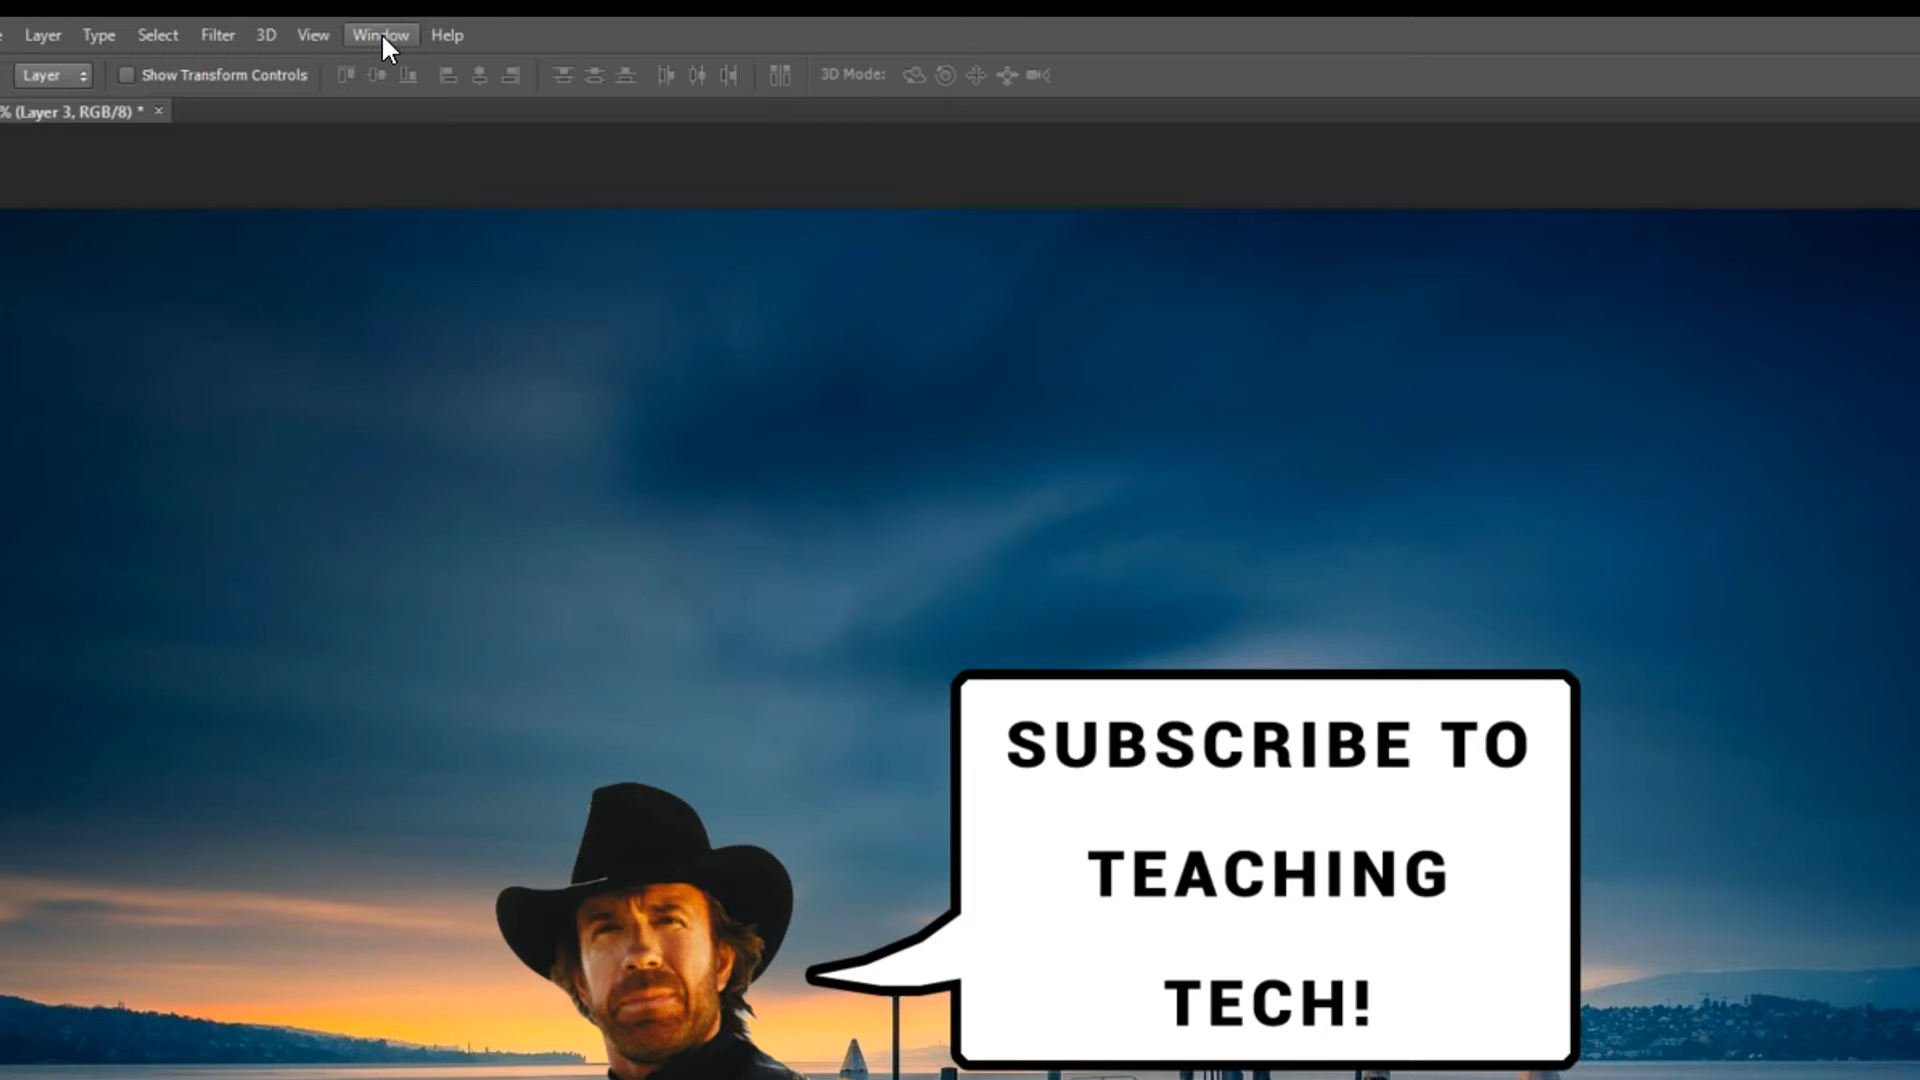 Layer Type Select Filter 3D View Window Help
Layer Show Transform Controls 3D Mode:
% (Layer 3, RGB/8) * ×
SUBSCRIBE TO
TEACHING
TECH!